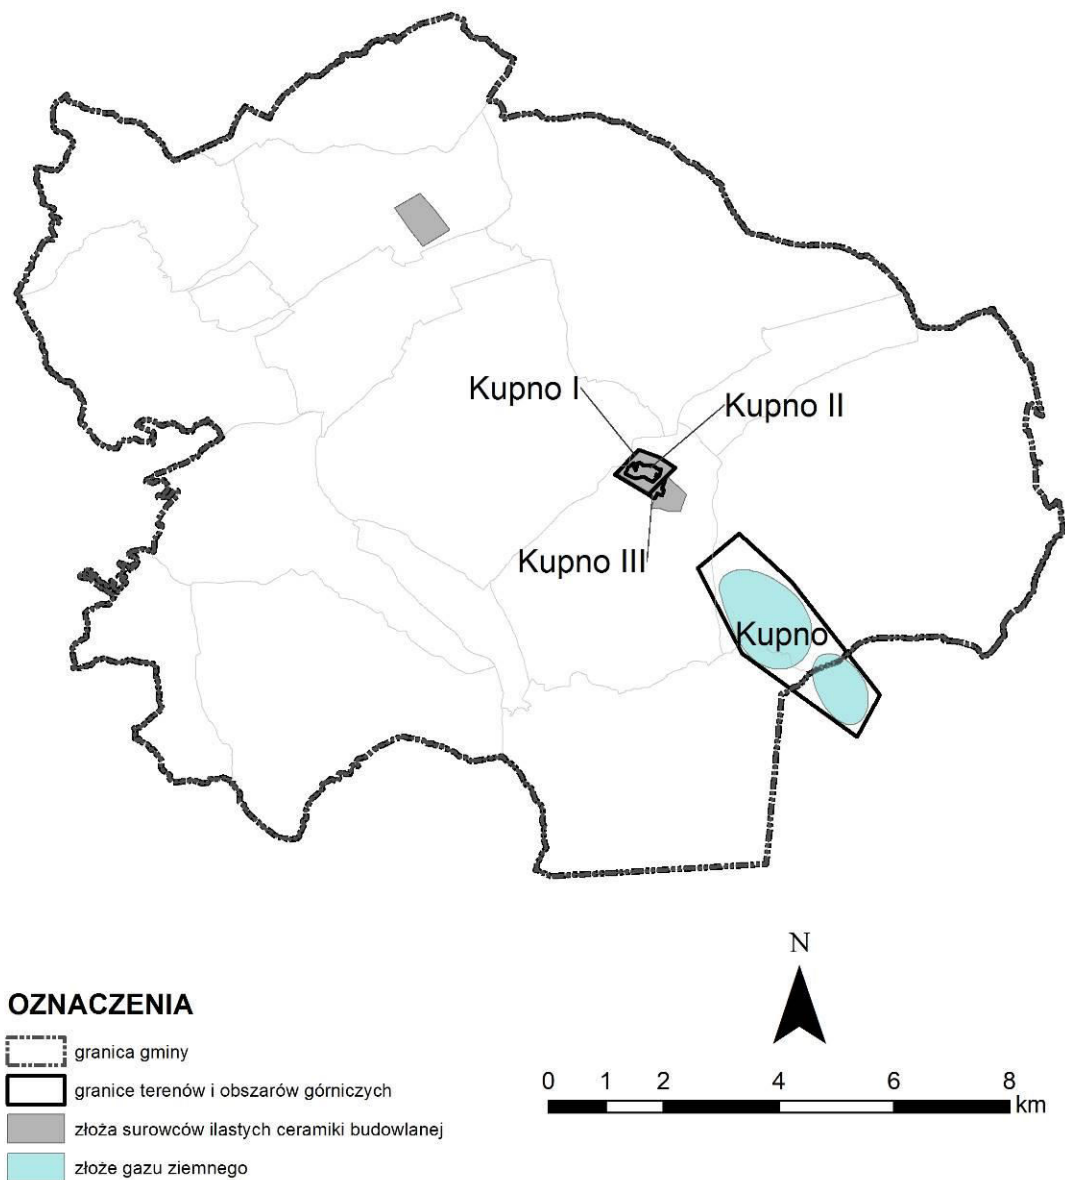 Kupno I
Kupno II
Kupno III
Kupno
N
OZNACZENIA
granica gminy
granice terenów i obszarów górniczych
złoża surowców ilastych ceramiki budowlanej
złoże gazu ziemnego
0 1 2 4 6 8
km